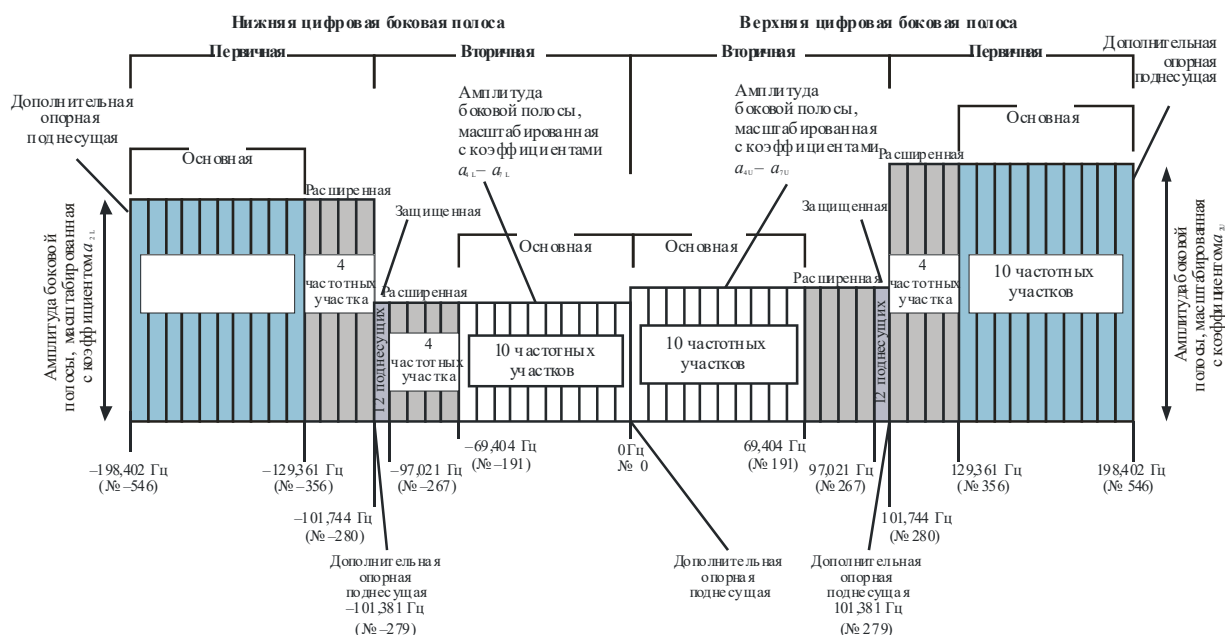 Нижняя цифровая боковая полоса
Верхняя цифровая боковая полоса
Первичная
Вторичная
Вторичная
Первичная
Дополнительная
опорная
поднесущая
Дополнительная
опорная
поднесущая
Амплитуда
боковой полосы,
масштабированная
с коэффициентами
a4L – a7L
Амплитуда
боковой полосы,
масштабированная
с коэффициентами
a4U – a7U
Основная
Расширенная
Защищенная
Расширенная
Основная
Основная
Расширенная
Защищенная
Расширенная
Основная
Амплитуда боковой
полосы, масштабированная
с коэффициентом a2L
4
частотных
участка
12 поднесущих
4
частотных
участка
10 частотных
участков
10 частотных
участков
12 поднесущих
4
частотных
участка
10 частотных
участков
Амплитуда боковой
полосы, масштабированная
с коэффициентом a2U
–198,402 Гц
(№ –546)
–129,361 Гц
(№ –356)
–101,744 Гц
(№ –280)
–97,021 Гц
(№ –267)
–69,404 Гц
(№ –191)
0 Гц
№ 0
69,404 Гц
(№ 191)
97,021 Гц
(№ 267)
101,744 Гц
(№ 280)
129,361 Гц
(№ 356)
198,402 Гц
(№ 546)
Дополнительная
опорная
поднесущая
–101,381 Гц
(№ –279)
Дополнительная
опорная
поднесущая
Дополнительная
опорная
поднесущая
101,381 Гц
(№ 279)